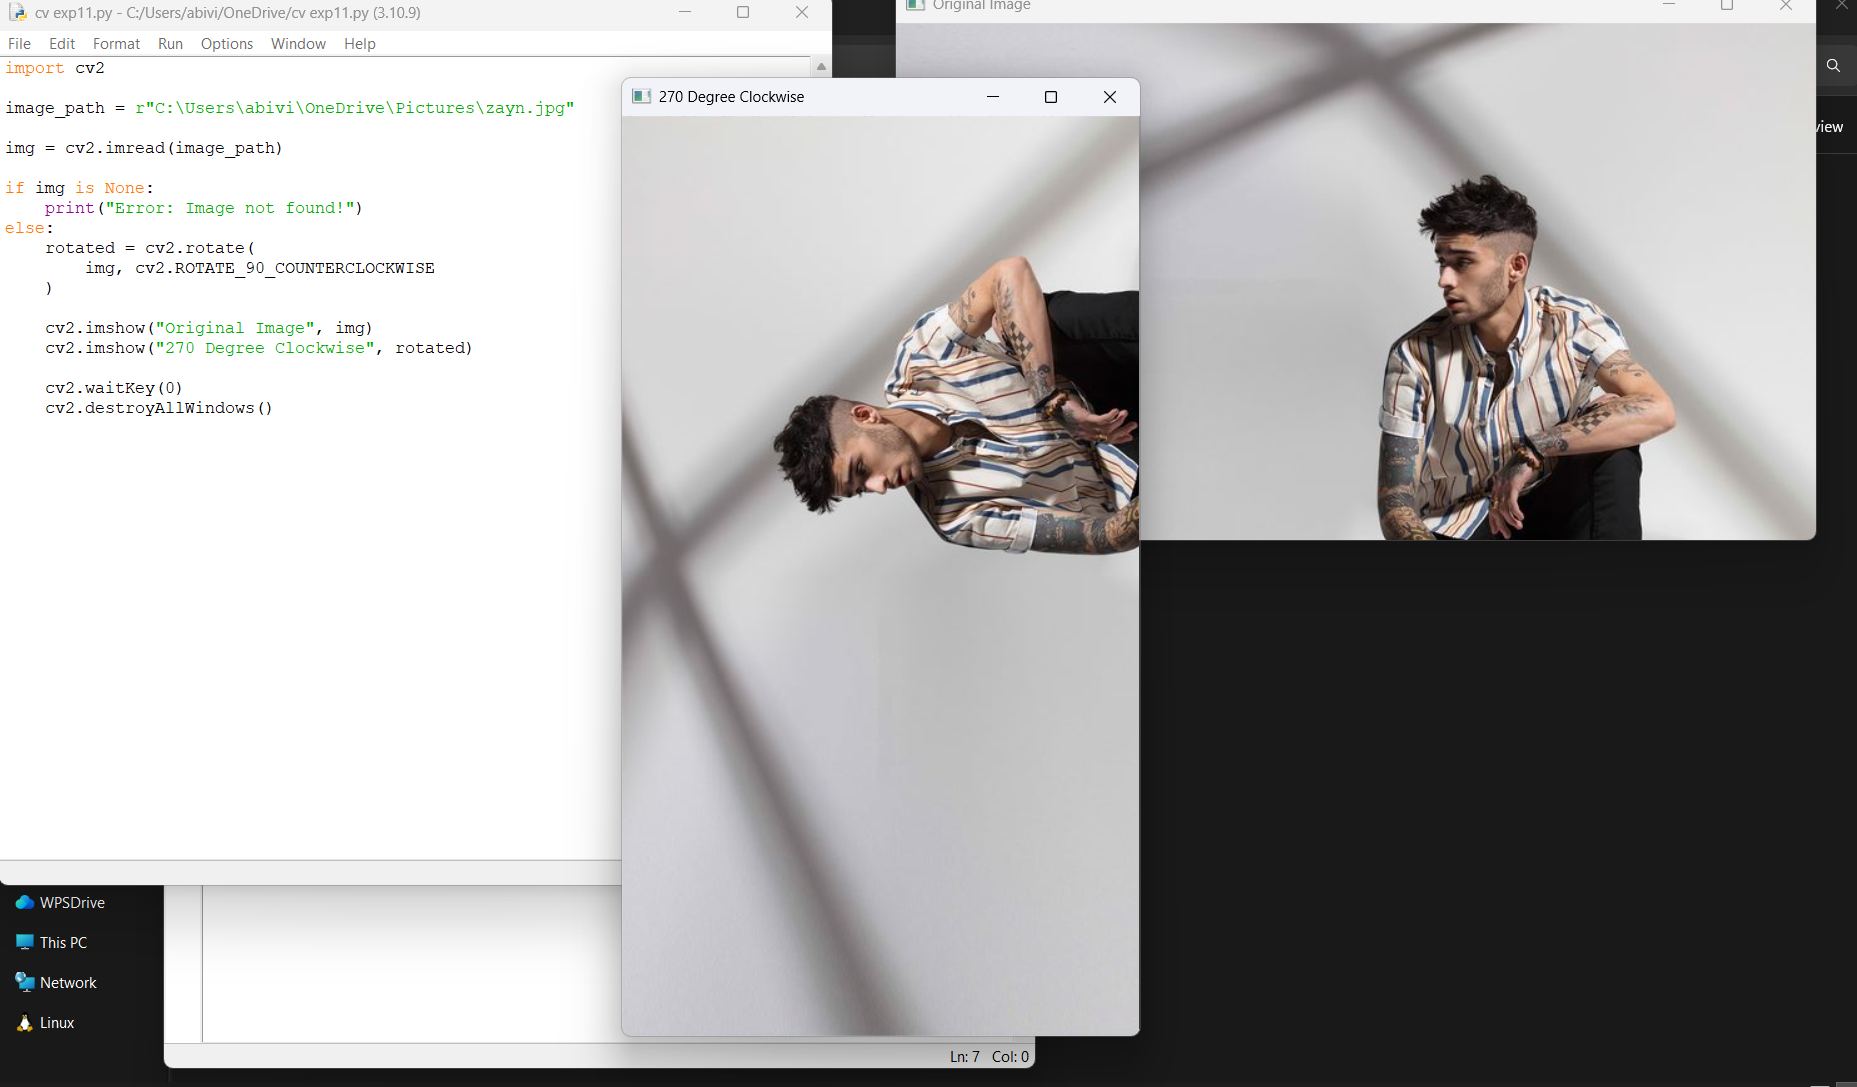 cv exp11.py - C:/Users/abivi/OneDrive/cv exp11.py (3.10.9)
File Edit Format Run Options Window Help
import cv2
image_path = r"C:\Users\abivi\OneDrive\Pictures\zayn.jpg"
img = cv2.imread(image_path)
if img is None:
    print("Error: Image not found!")
else:
    rotated = cv2.rotate(
        img, cv2.ROTATE_90_COUNTERCLOCKWISE
    )
    cv2.imshow("Original Image", img)
    cv2.imshow("270 Degree Clockwise", rotated)
    cv2.waitKey(0)
    cv2.destroyAllWindows()
270 Degree Clockwise
Original Image
WPSDrive
This PC
Network
Linux
Ln: 7 Col: 0